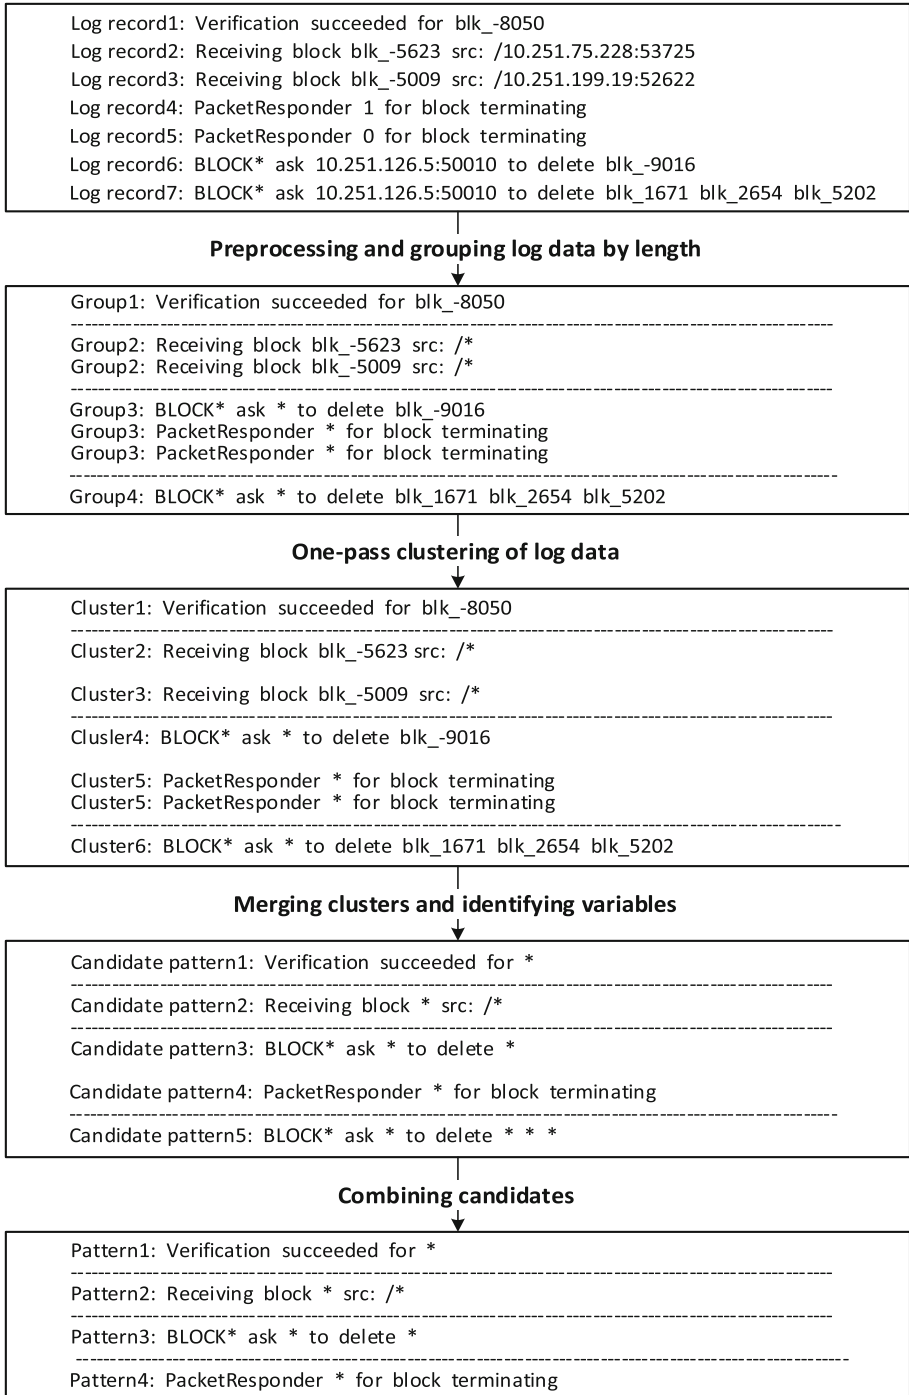 Log record1: Verification succeeded for blk_-8050
Log record2: Receiving block blk_-5623 src: /10.251.75.228:53725
Log record3: Receiving block blk_-5009 src: /10.251.199.19:52622
Log record4: PacketResponder 1 for block terminating
Log record5: PacketResponder 0 for block terminating
Log record6: BLOCK* ask 10.251.126.5:50010 to delete blk_-9016
Log record7: BLOCK* ask 10.251.126.5:50010 to delete blk_1671 blk_2654 blk_5202
Preprocessing and grouping log data by length
Group1: Verification succeeded for blk_-8050
Group2: Receiving block blk_-5623 src: /*
Group2: Receiving block blk_-5009 src: /*
Group3: BLOCK* ask * to delete blk_-9016
Group3: PacketResponder * for block terminating
Group3: PacketResponder * for block terminating
Group4: BLOCK* ask * to delete blk_1671 blk_2654 blk_5202
One-pass clustering of log data
Cluster1: Verification succeeded for blk_-8050
Cluster2: Receiving block blk_-5623 src: /*
Cluster3: Receiving block blk_-5009 src: /*
Clusler4: BLOCK* ask * to delete blk_-9016
Cluster5: PacketResponder * for block terminating
Cluster5: PacketResponder * for block terminating
Cluster6: BLOCK* ask * to delete blk_1671 blk_2654 blk_5202
Merging clusters and identifying variables
Candidate pattern1: Verification succeeded for *
Candidate pattern2: Receiving block * src: /*
Candidate pattern3: BLOCK* ask * to delete *
Candidate pattern4: PacketResponder * for block terminating
Candidate pattern5: BLOCK* ask * to delete * * *
Combining candidates
Pattern1: Verification succeeded for *
Pattern2: Receiving block * src: /*
Pattern3: BLOCK* ask * to delete *
Pattern4: PacketResponder * for block terminating